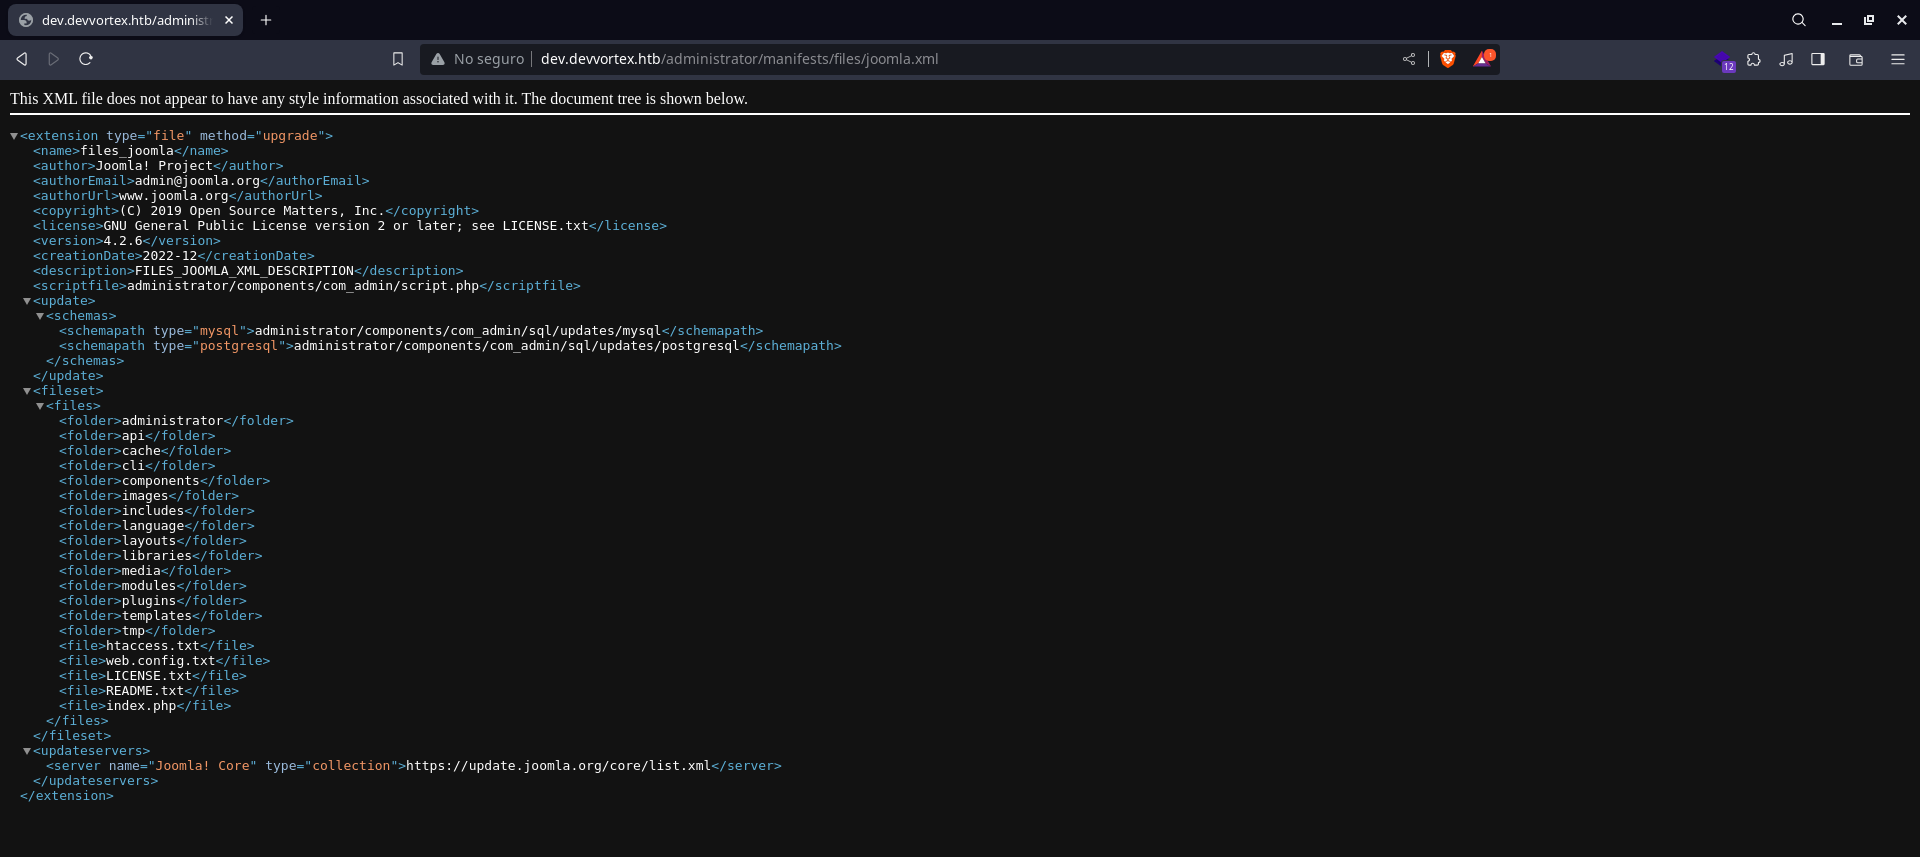 dev.devvortex.htb/administ
No seguro
dev.devvortex.htb/administrator/manifests/files/joomla.xml
12
This XML file does not appear to have any style information associated with it. The document tree is shown below.
<extension type="file" method="upgrade">
<name>files_joomla</name>
<author>Joomla! Project</author>
<authorEmail>admin@joomla.org</authorEmail>
<authorUrl>www.joomla.org</authorUrl>
<copyright>(C) 2019 Open Source Matters, Inc.</copyright>
<license>GNU General Public License version 2 or later; see LICENSE.txt</license>
<version>4.2.6</version>
<creationDate>2022-12</creationDate>
<description>FILES_JOOMLA_XML_DESCRIPTION</description>
<scriptfile>administrator/components/com_admin/script.php</scriptfile>
<update>
<schemas>
<schemapath type="mysql">administrator/components/com_admin/sql/updates/mysql</schemapath>
<schemapath type="postgresql">administrator/components/com_admin/sql/updates/postgresql</schemapath>
</schemas>
</update>
<fileset>
<files>
<folder>administrator</folder>
<folder>api</folder>
<folder>cache</folder>
<folder>cli</folder>
<folder>components</folder>
<folder>images</folder>
<folder>includes</folder>
<folder>language</folder>
<folder>layouts</folder>
<folder>libraries</folder>
<folder>media</folder>
<folder>modules</folder>
<folder>plugins</folder>
<folder>templates</folder>
<folder>tmp</folder>
<file>htaccess.txt</file>
<file>web.config.txt</file>
<file>LICENSE.txt</file>
<file>README.txt</file>
<file>index.php</file>
</files>
</fileset>
<updateservers>
<server name="Joomla! Core" type="collection">https://update.joomla.org/core/list.xml</server>
</updateservers>
</extension>